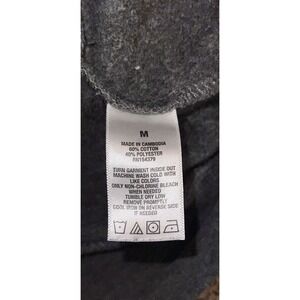 M
MADE IN CAMBODIA
60% COTTON
40% POLYESTER
RN154379
TURN GARMENT INSIDE OUT
MACHINE WASH COLD WITH
LIKE COLORS
ONLY NON-CHLORINE BLEACH
WHEN NEEDED
TUMBLE DRY LOW
REMOVE PROMPTLY
COOL IRON ON REVERSE SIDE
IF NEEDED